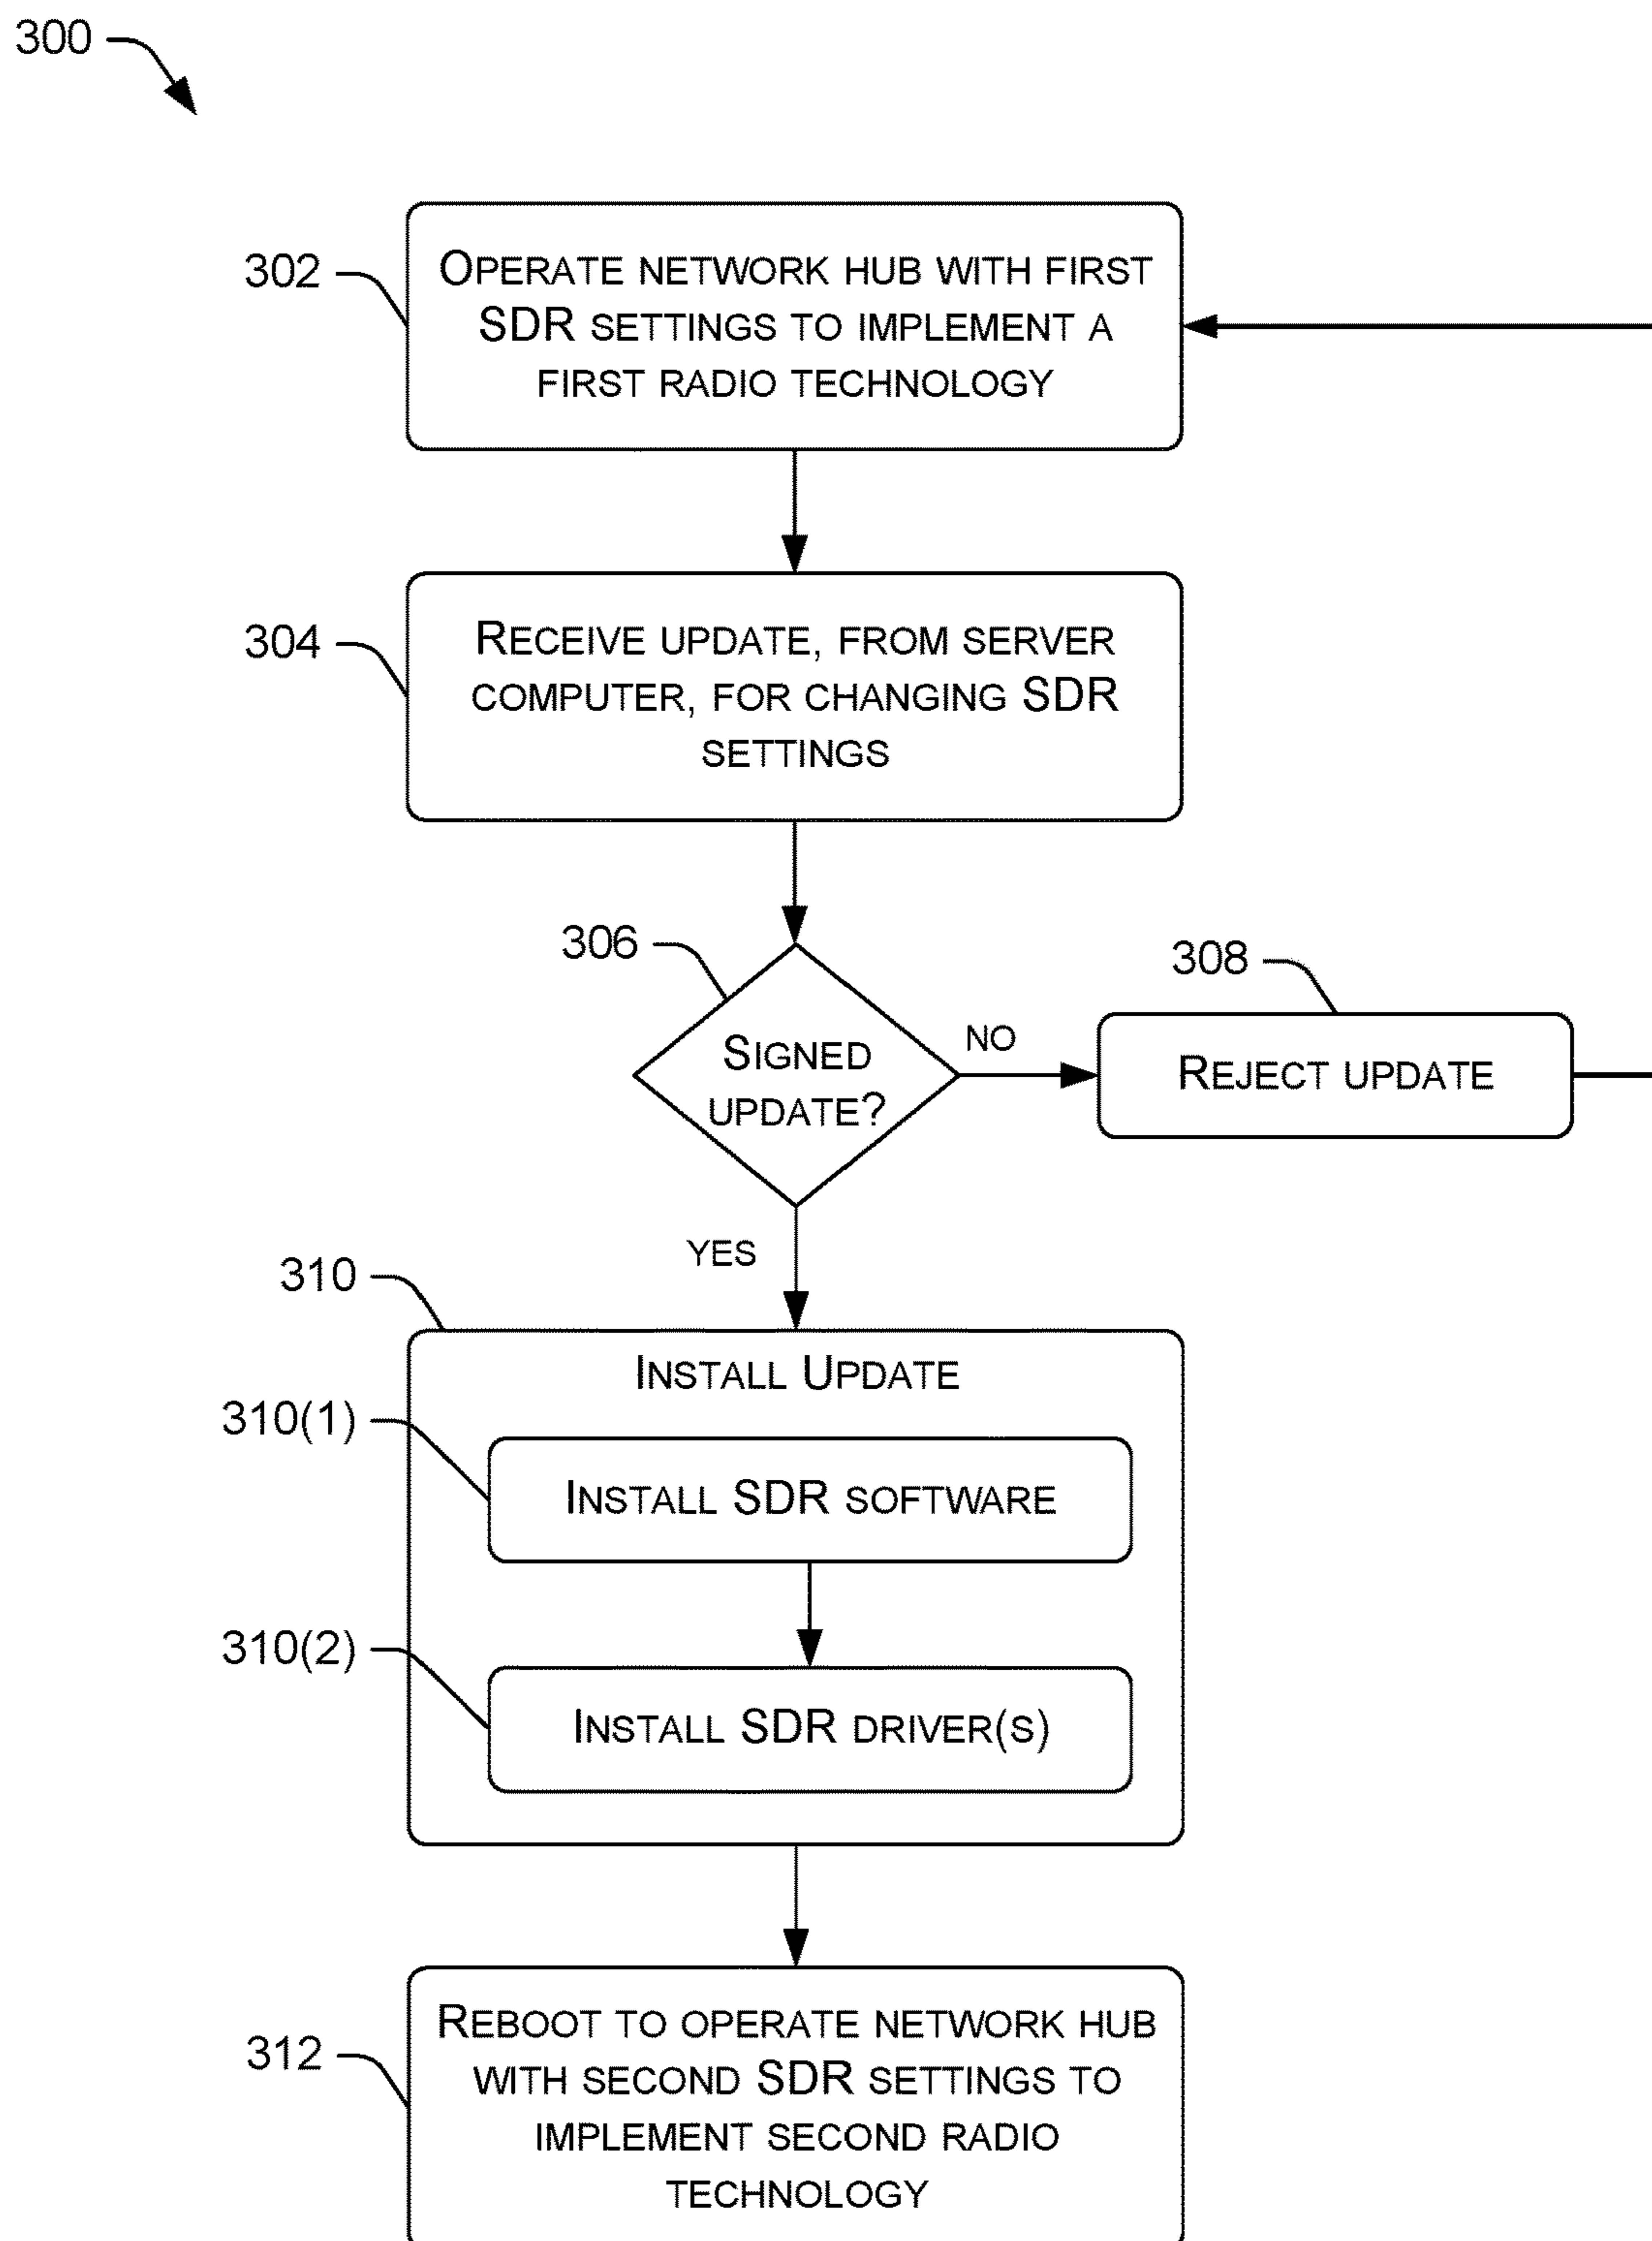 300
302
OPERATE NETWORK HUB WITH FIRST
SDR SETTINGS TO IMPLEMENT A
FIRST RADIO TECHNOLOGY
304
RECEIVE UPDATE, FROM SERVER
COMPUTER, FOR CHANGING SDR
SETTINGS
306
SIGNED
UPDATE?
NO
308
REJECT UPDATE
YES
310
INSTALL UPDATE
310(1)
INSTALL SDR SOFTWARE
310(2)
INSTALL SDR DRIVER(S)
312
REBOOT TO OPERATE NETWORK HUB
WITH SECOND SDR SETTINGS TO
IMPLEMENT SECOND RADIO
TECHNOLOGY